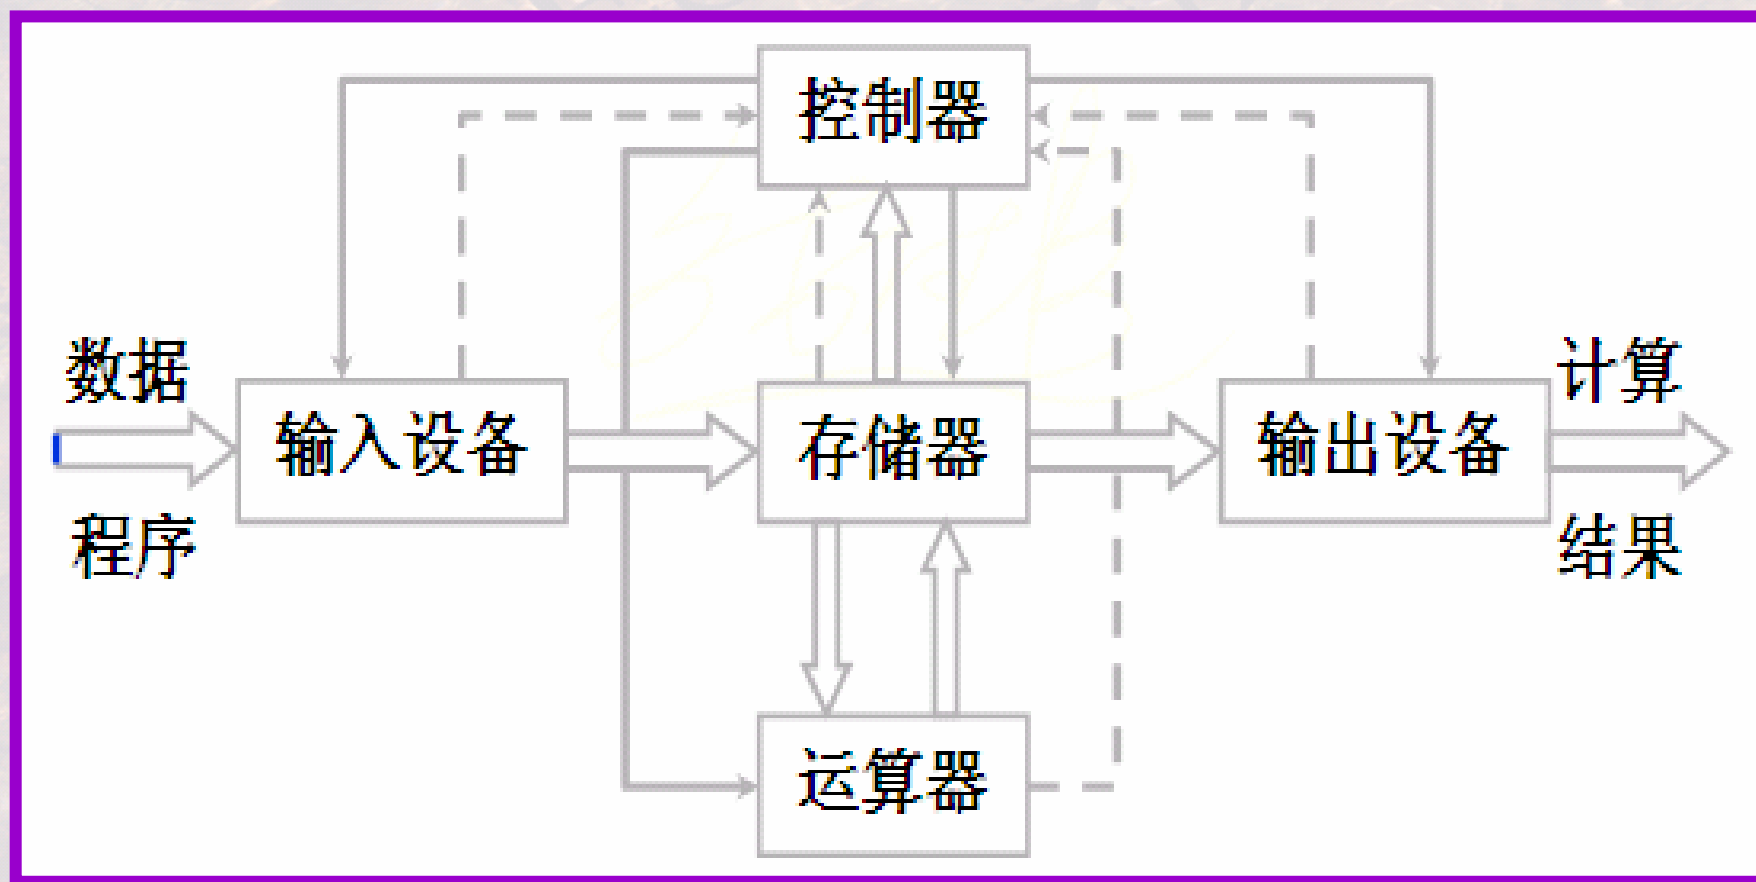 控制器
数据
输入设备
存储器
输出设备
计算
程序
结果
运算器